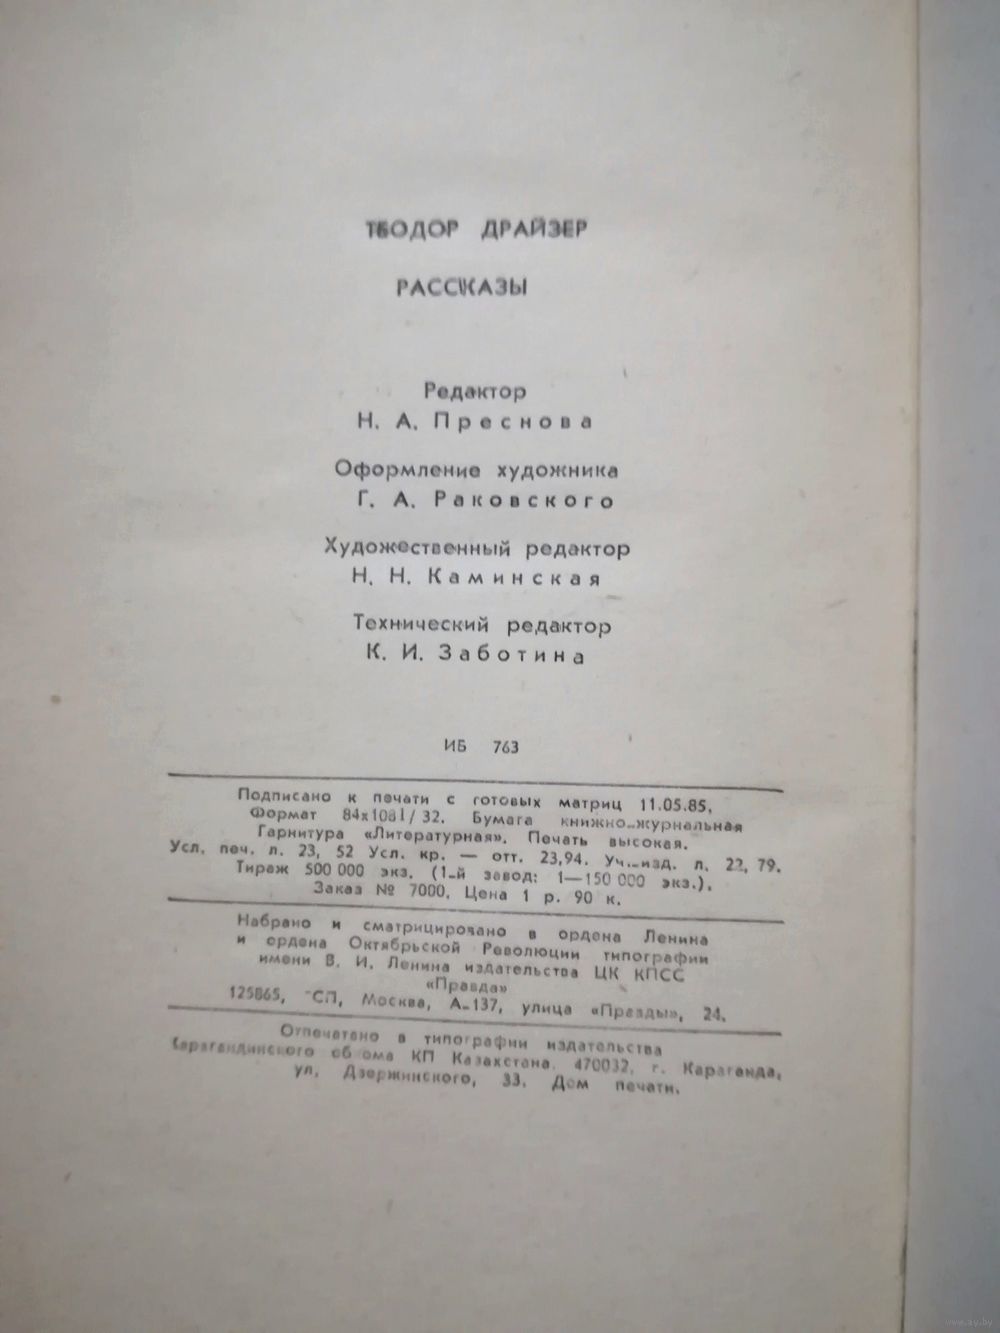 ТЕОДОР ДРАЙЗЕР
РАССКАЗЫ
Редактор
Н. А. Преснова
Оформление художника
Г. А. Раковского
Художественный редактор
Н. Н. Каминская
Технический редактор
К. И. Заботина
ИБ 763
Подписано к печати с готовых матриц 11.05.85.
Формат 84х1081/32. Бумага книжно-журнальная
Гарнитура «Литературная». Печать высокая.
Усл. печ. л. 23, 52 Усл. кр. — отт. 23,94. Уч.-изд. л. 22, 79.
Тираж 500 000 экз. (1-й завод: 1—150 000 экз.).
Заказ № 7000. Цена 1 р. 90 к.
Набрано и сматрицировано в ордена Ленина
и ордена Октябрьской Революции типографии
имени В. И. Ленина издательства ЦК КПСС
«Правда»
125865, ГСП, Москва, А-137, улица «Правды», 24.
Отпечатано в типографии издательства
Карагандинского обкома КП Казахстана. 470032, г. Караганда,
ул. Дзержинского, 33. Дом печати.
www.ay.by